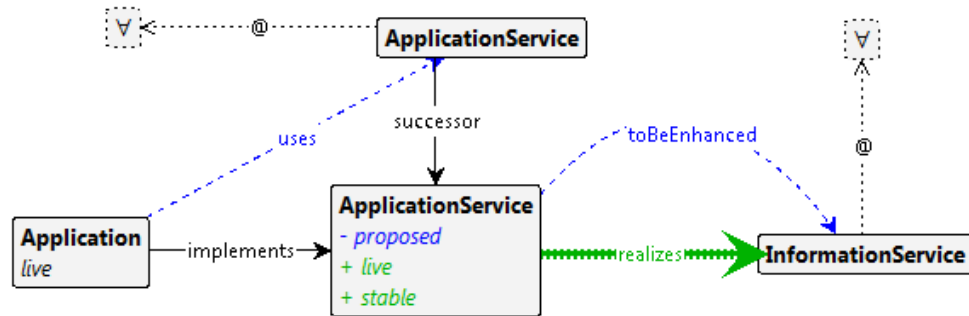 ∀
@
ApplicationService
∀
uses
successor
toBeEnhanced
@
Application
live
implements
ApplicationService
- proposed
+ live
+ stable
realizes
InformationService